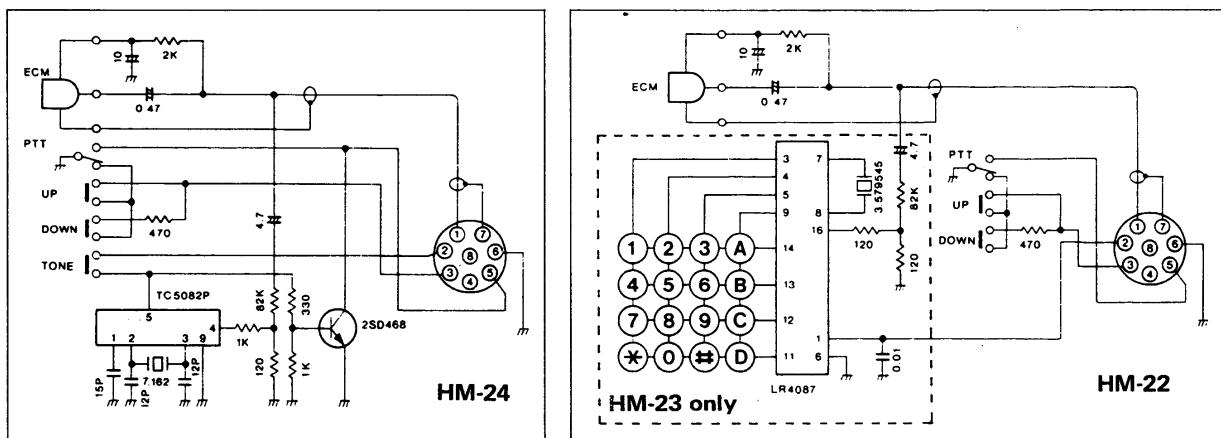 10
2K
ECM
0.47
PTT
UP
DOWN
470
TONE
4.7
82K
330
TC5082P
5
1 2 3 9
4
1K
120
1K
2SD468
15P
12P
7.162
12P
1 7
2 8 6
3 4 5
HM-24
10
2K
ECM
0.47
4.7
82K
120
120
3.579545
3 7
4
5
9 8
16
14
13
12
11
1
6
LR4087
0.01
1 2 3 A
4 5 6 B
7 8 9 C
* 0 # D
HM-23 only
PTT
UP
DOWN
470
1 7
2 8 6
3 4 5
HM-22